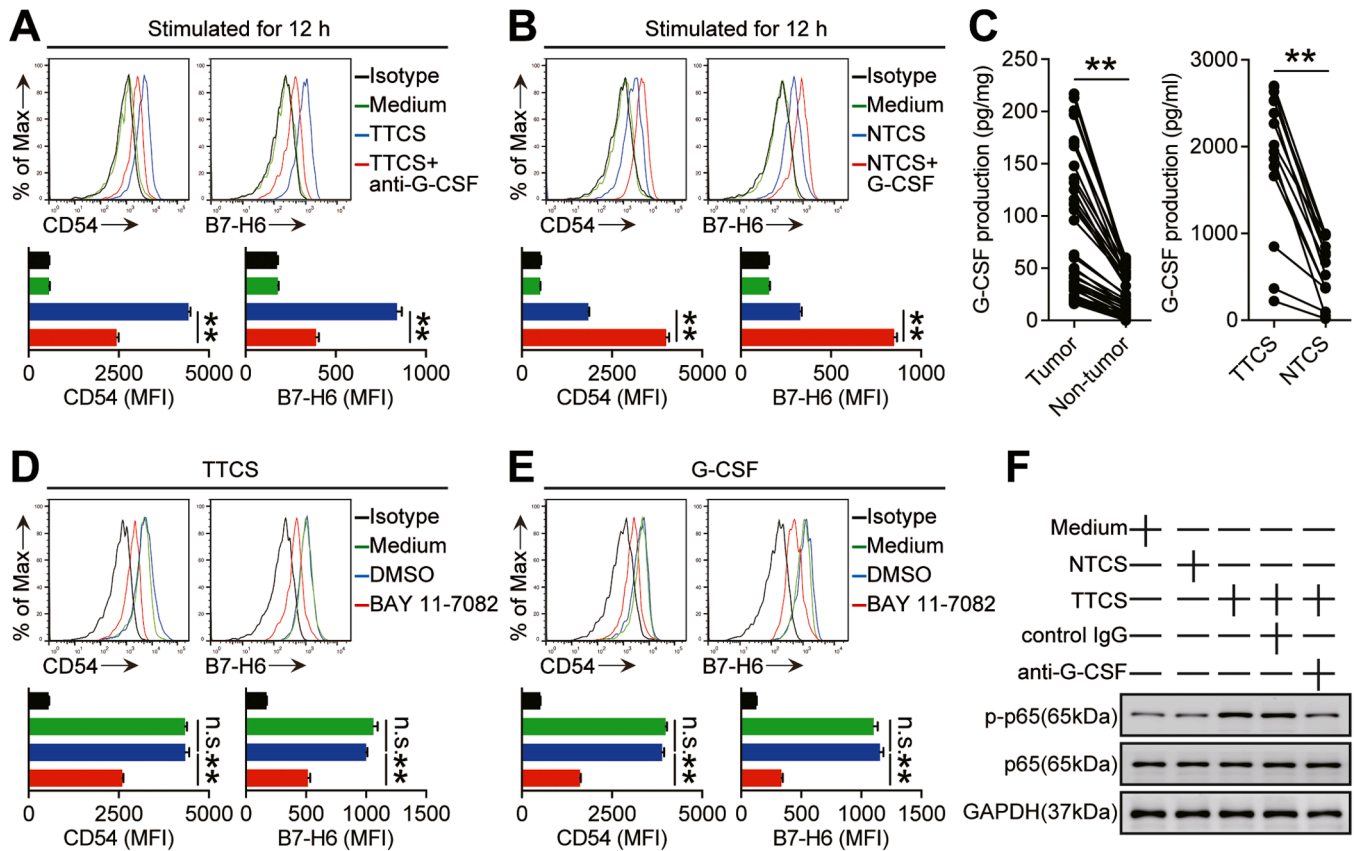 A
Stimulated for 12 h
% of Max
Isotype
Medium
TTCS
TTCS+
anti-G-CSF
CD54
B7-H6
0
2500
5000
0
500
1000
CD54 (MFI)
B7-H6 (MFI)
**
**
B
Stimulated for 12 h
% of Max
Isotype
Medium
NTCS
NTCS+
G-CSF
CD54
B7-H6
0
2500
5000
0
500
1000
CD54 (MFI)
B7-H6 (MFI)
**
**
C
G-CSF production (pg/mg)
250
200
150
100
50
0
**
Tumor
Non-tumor
G-CSF production (pg/ml)
3000
2000
1000
0
**
TTCS
NTCS
D
TTCS
% of Max
Isotype
Medium
DMSO
BAY 11-7082
CD54
B7-H6
n.s.
**
n.s.
**
0
2500
5000
0
500
1000
1500
CD54 (MFI)
B7-H6 (MFI)
E
G-CSF
% of Max
Isotype
Medium
DMSO
BAY 11-7082
CD54
B7-H6
n.s.
**
n.s.
**
0
2500
5000
0
500
1000
1500
CD54 (MFI)
B7-H6 (MFI)
F
Medium + — — — —
NTCS — + — — —
TTCS — — + + +
control IgG — — — + —
anti-G-CSF — — — — +
p-p65(65kDa)
p65(65kDa)
GAPDH(37kDa)